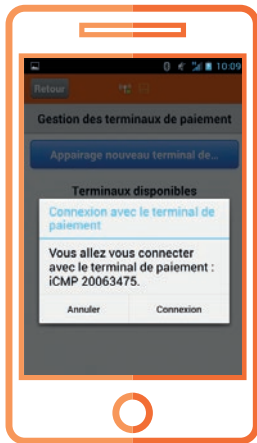 10:09
Retour
Gestion des terminaux de paiement
Appairage nouveau terminal de...
Terminaux disponibles
Connexion avec le terminal de
paiement
Vous allez vous connecter
avec le terminal de paiement :
iCMP 20063475.
Annuler
Connexion